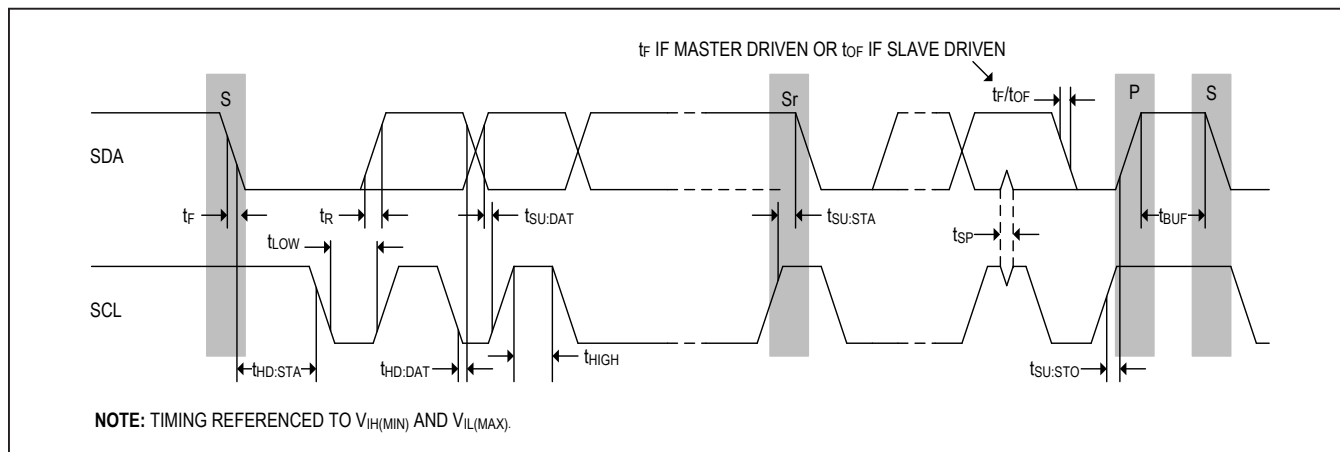 tF IF MASTER DRIVEN OR tOF IF SLAVE DRIVEN
S
Sr
tF/tOF
P
S
SDA
tF
tR
tSU:DAT
tSU:STA
tBUF
tLOW
tSP
SCL
tHD:STA
tHD:DAT
tHIGH
tSU:STO
NOTE: TIMING REFERENCED TO VIH(MIN) AND VIL(MAX).